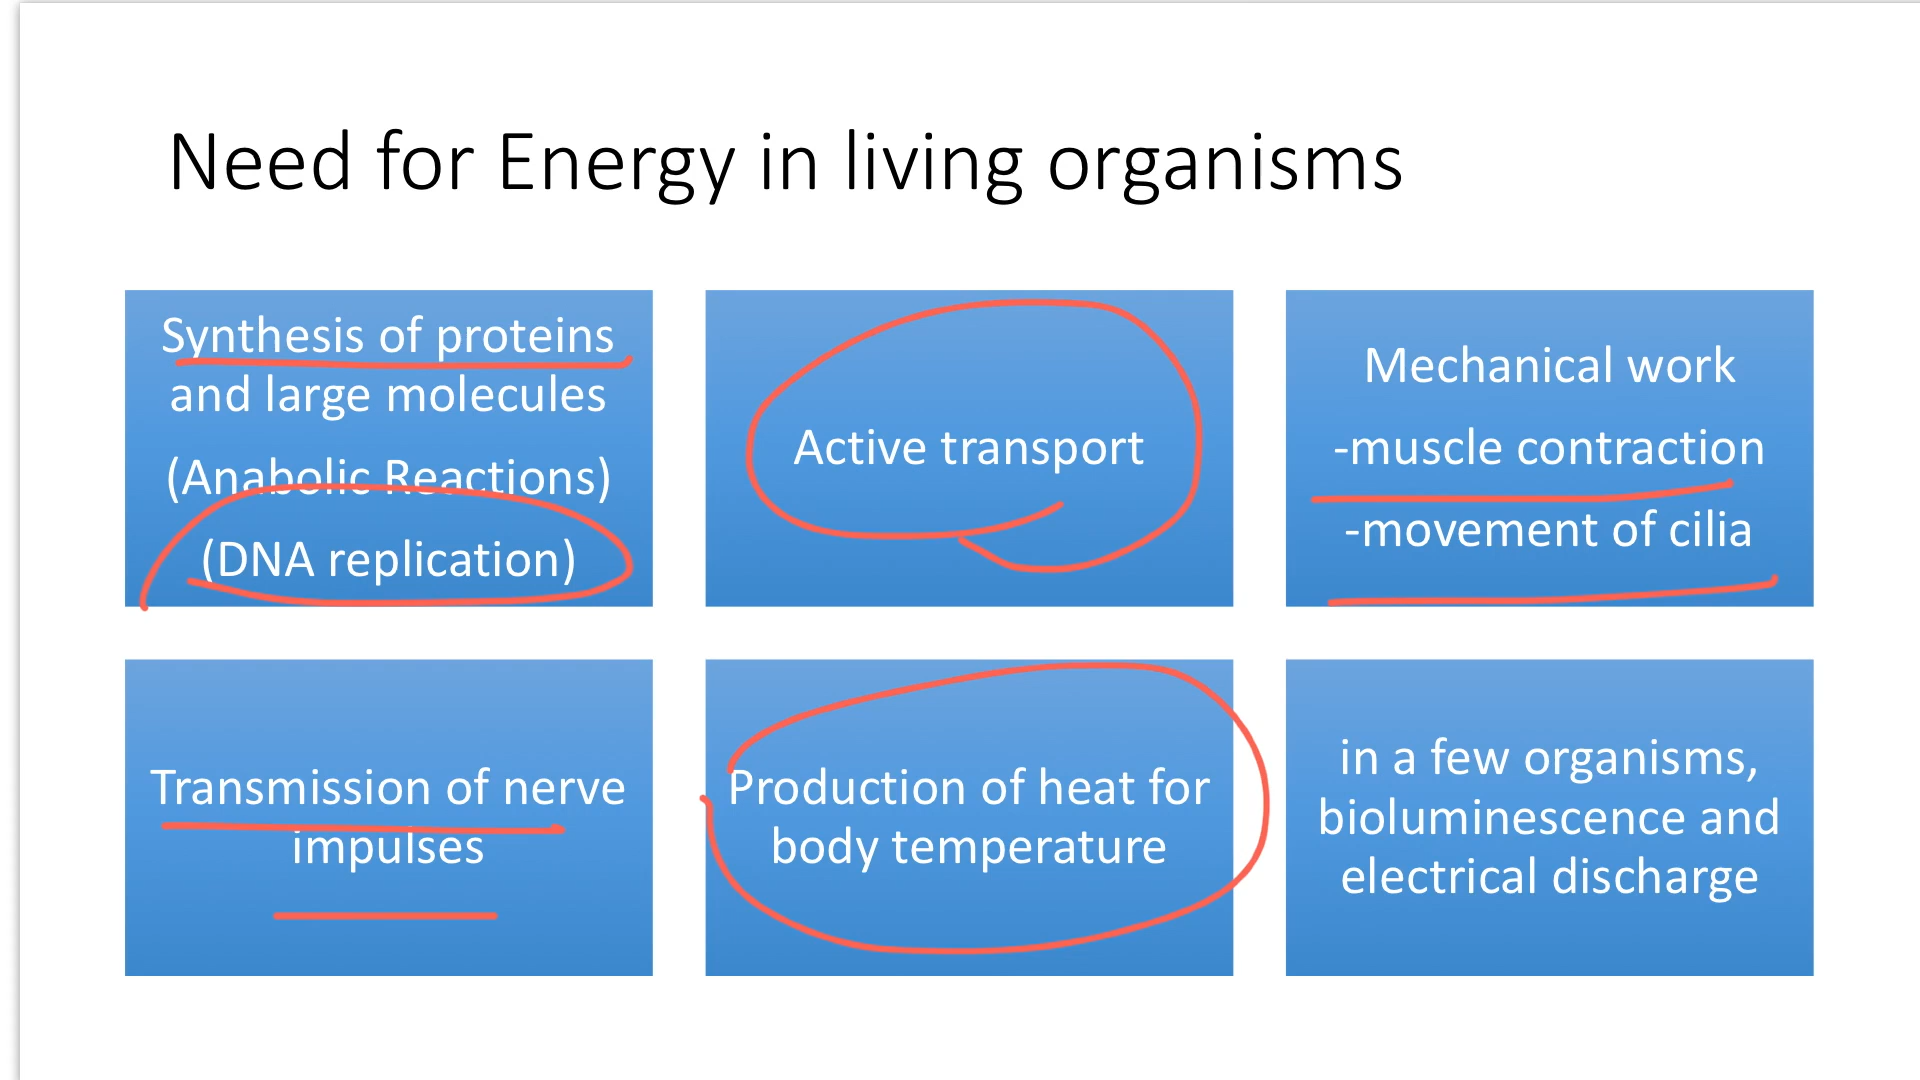 Need for Energy in living organisms
Synthesis of proteins
and large molecules
(Anabolic Reactions)
(DNA replication)
Active transport
Mechanical work
-muscle contraction
-movement of cilia
Transmission of nerve
impulses
Production of heat for
body temperature
in a few organisms,
bioluminescence and
electrical discharge